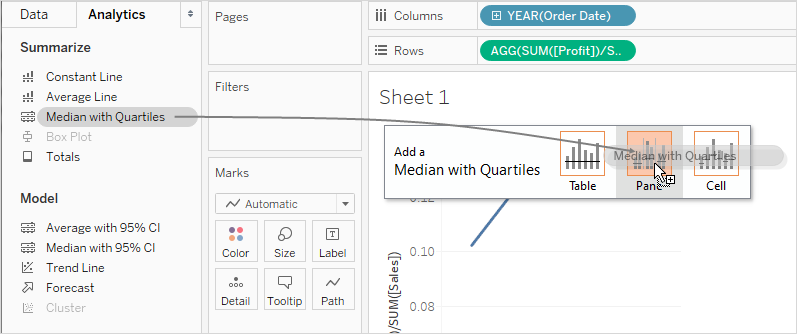 Data
Analytics
Summarize
Constant Line
Average Line
Median with Quartiles
Box Plot
Totals
Model
Average with 95% CI
Median with 95% CI
Trend Line
Forecast
Cluster
Pages
Filters
Marks
Automatic
Color
Size
Label
Detail
Tooltip
Path
Columns
YEAR(Order Date)
Rows
AGG(SUM([Profit])/S..
Sheet 1
Add a
Median with Quartiles
Table
Pane
Cell
Median with Quartiles
0.12
0.10
0.08
)/SUM([Sales])